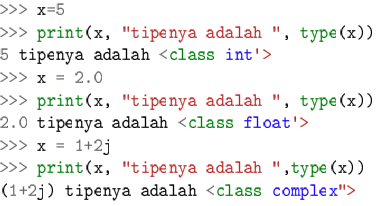 >>> x=5
>>> print(x, "tipenya adalah ", type(x))
5 tipenya adalah <class int'>
>>> x = 2.0
>>> print(x, "tipenya adalah ", type(x))
2.0 tipenya adalah <class float'>
>>> x = 1+2j
>>> print(x, "tipenya adalah ",type(x))
(1+2j) tipenya adalah <class complex">